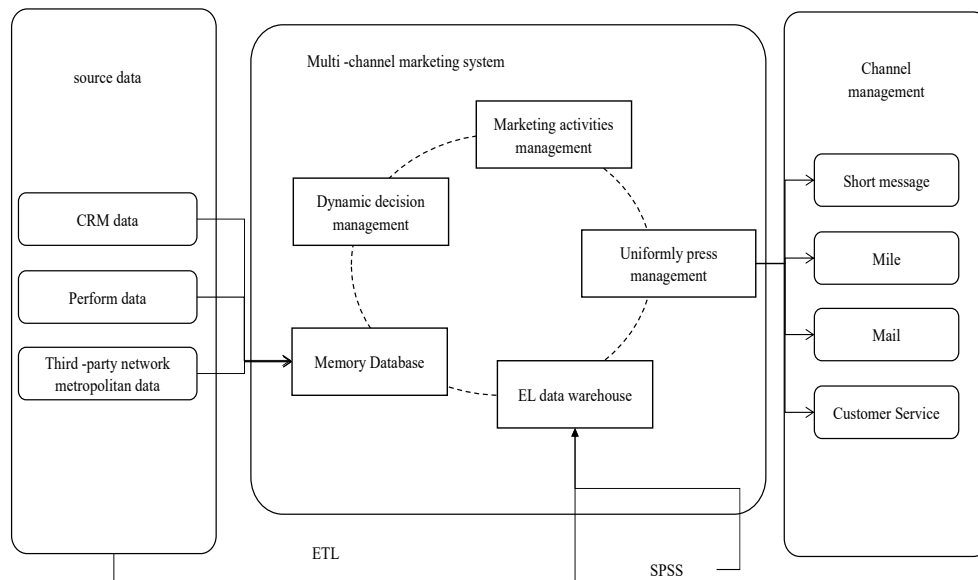 source data
CRM data
Perform data
Third -party network
metropolitan data
Multi -channel marketing system
Marketing activities
management
Dynamic decision
management
Uniformly press
management
Memory Database
EL data warehouse
ETL
SPSS
Channel
management
Short message
Mile
Mail
Customer Service